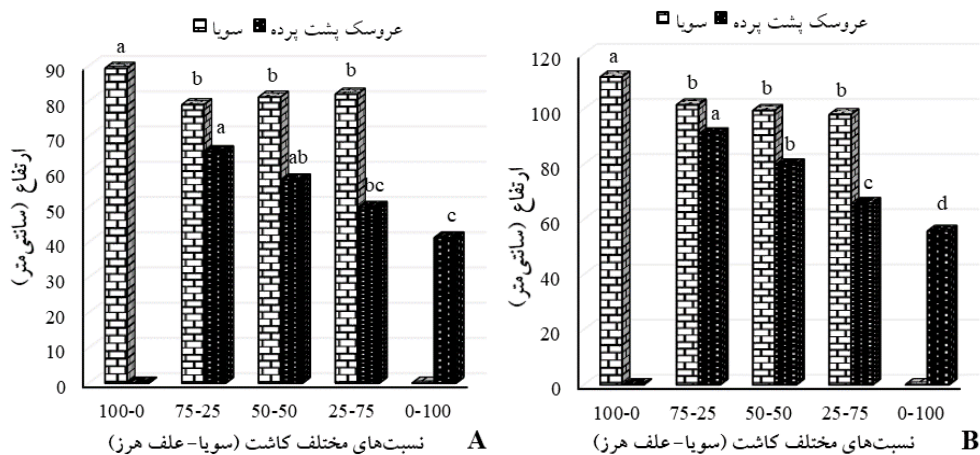 سویا عروسک پشت پرده
ارتفاع (سانتی‌متر)
90
80
70
60
50
40
30
20
10
0
a
b
a
b
ab
b
bc
c
100-0 75-25 50-50 25-75 0-100
نسبت‌های مختلف کاشت (سویا- علف هرز)
A
سویا عروسک پشت پرده
ارتفاع (سانتی‌متر)
120
100
80
60
40
20
0
a
b
a
b
b
b
c
d
100-0 75-25 50-50 25-75 0-100
نسبت‌های مختلف کاشت (سویا- علف هرز)
B